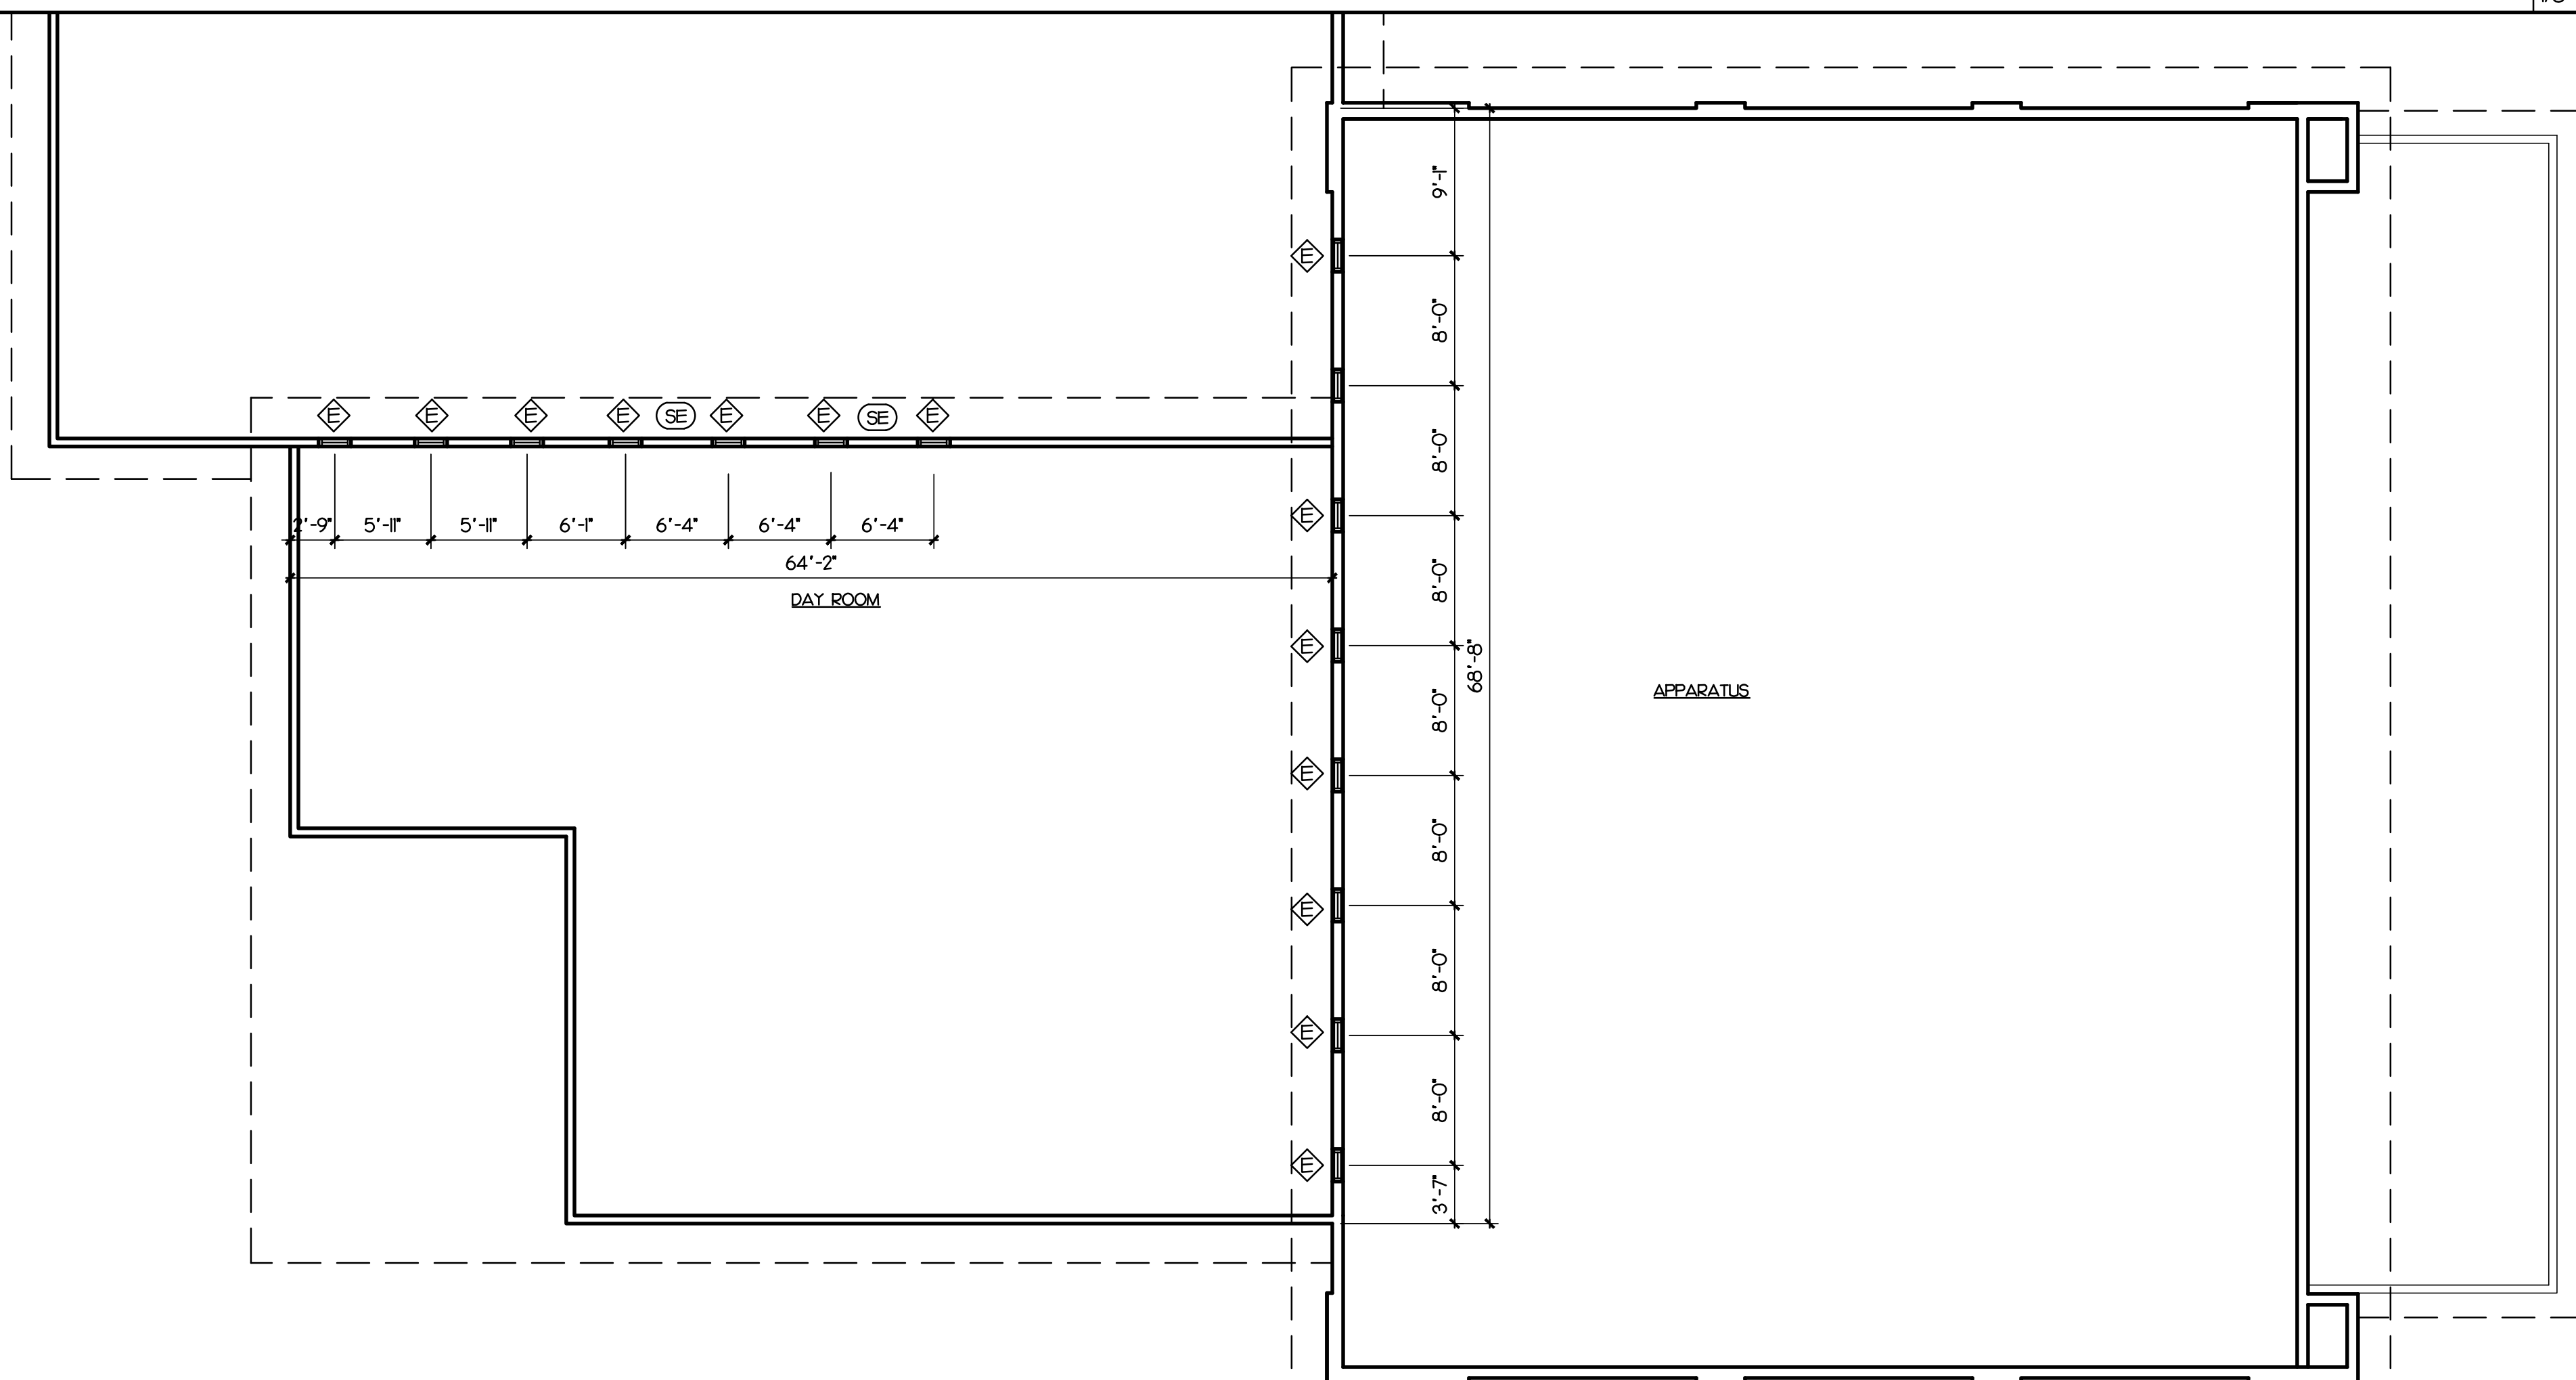 9'-1"
E
8'-0"
E E E E SE E E SE E
8'-0"
E
2'-9" 5'-11" 5'-11" 6'-1" 6'-4" 6'-4" 6'-4"
64'-2"
8'-0"
DAY ROOM
E
68'-8"
APPARATUS
8'-0"
E
8'-0"
E
8'-0"
E
8'-0"
E
3'-7"